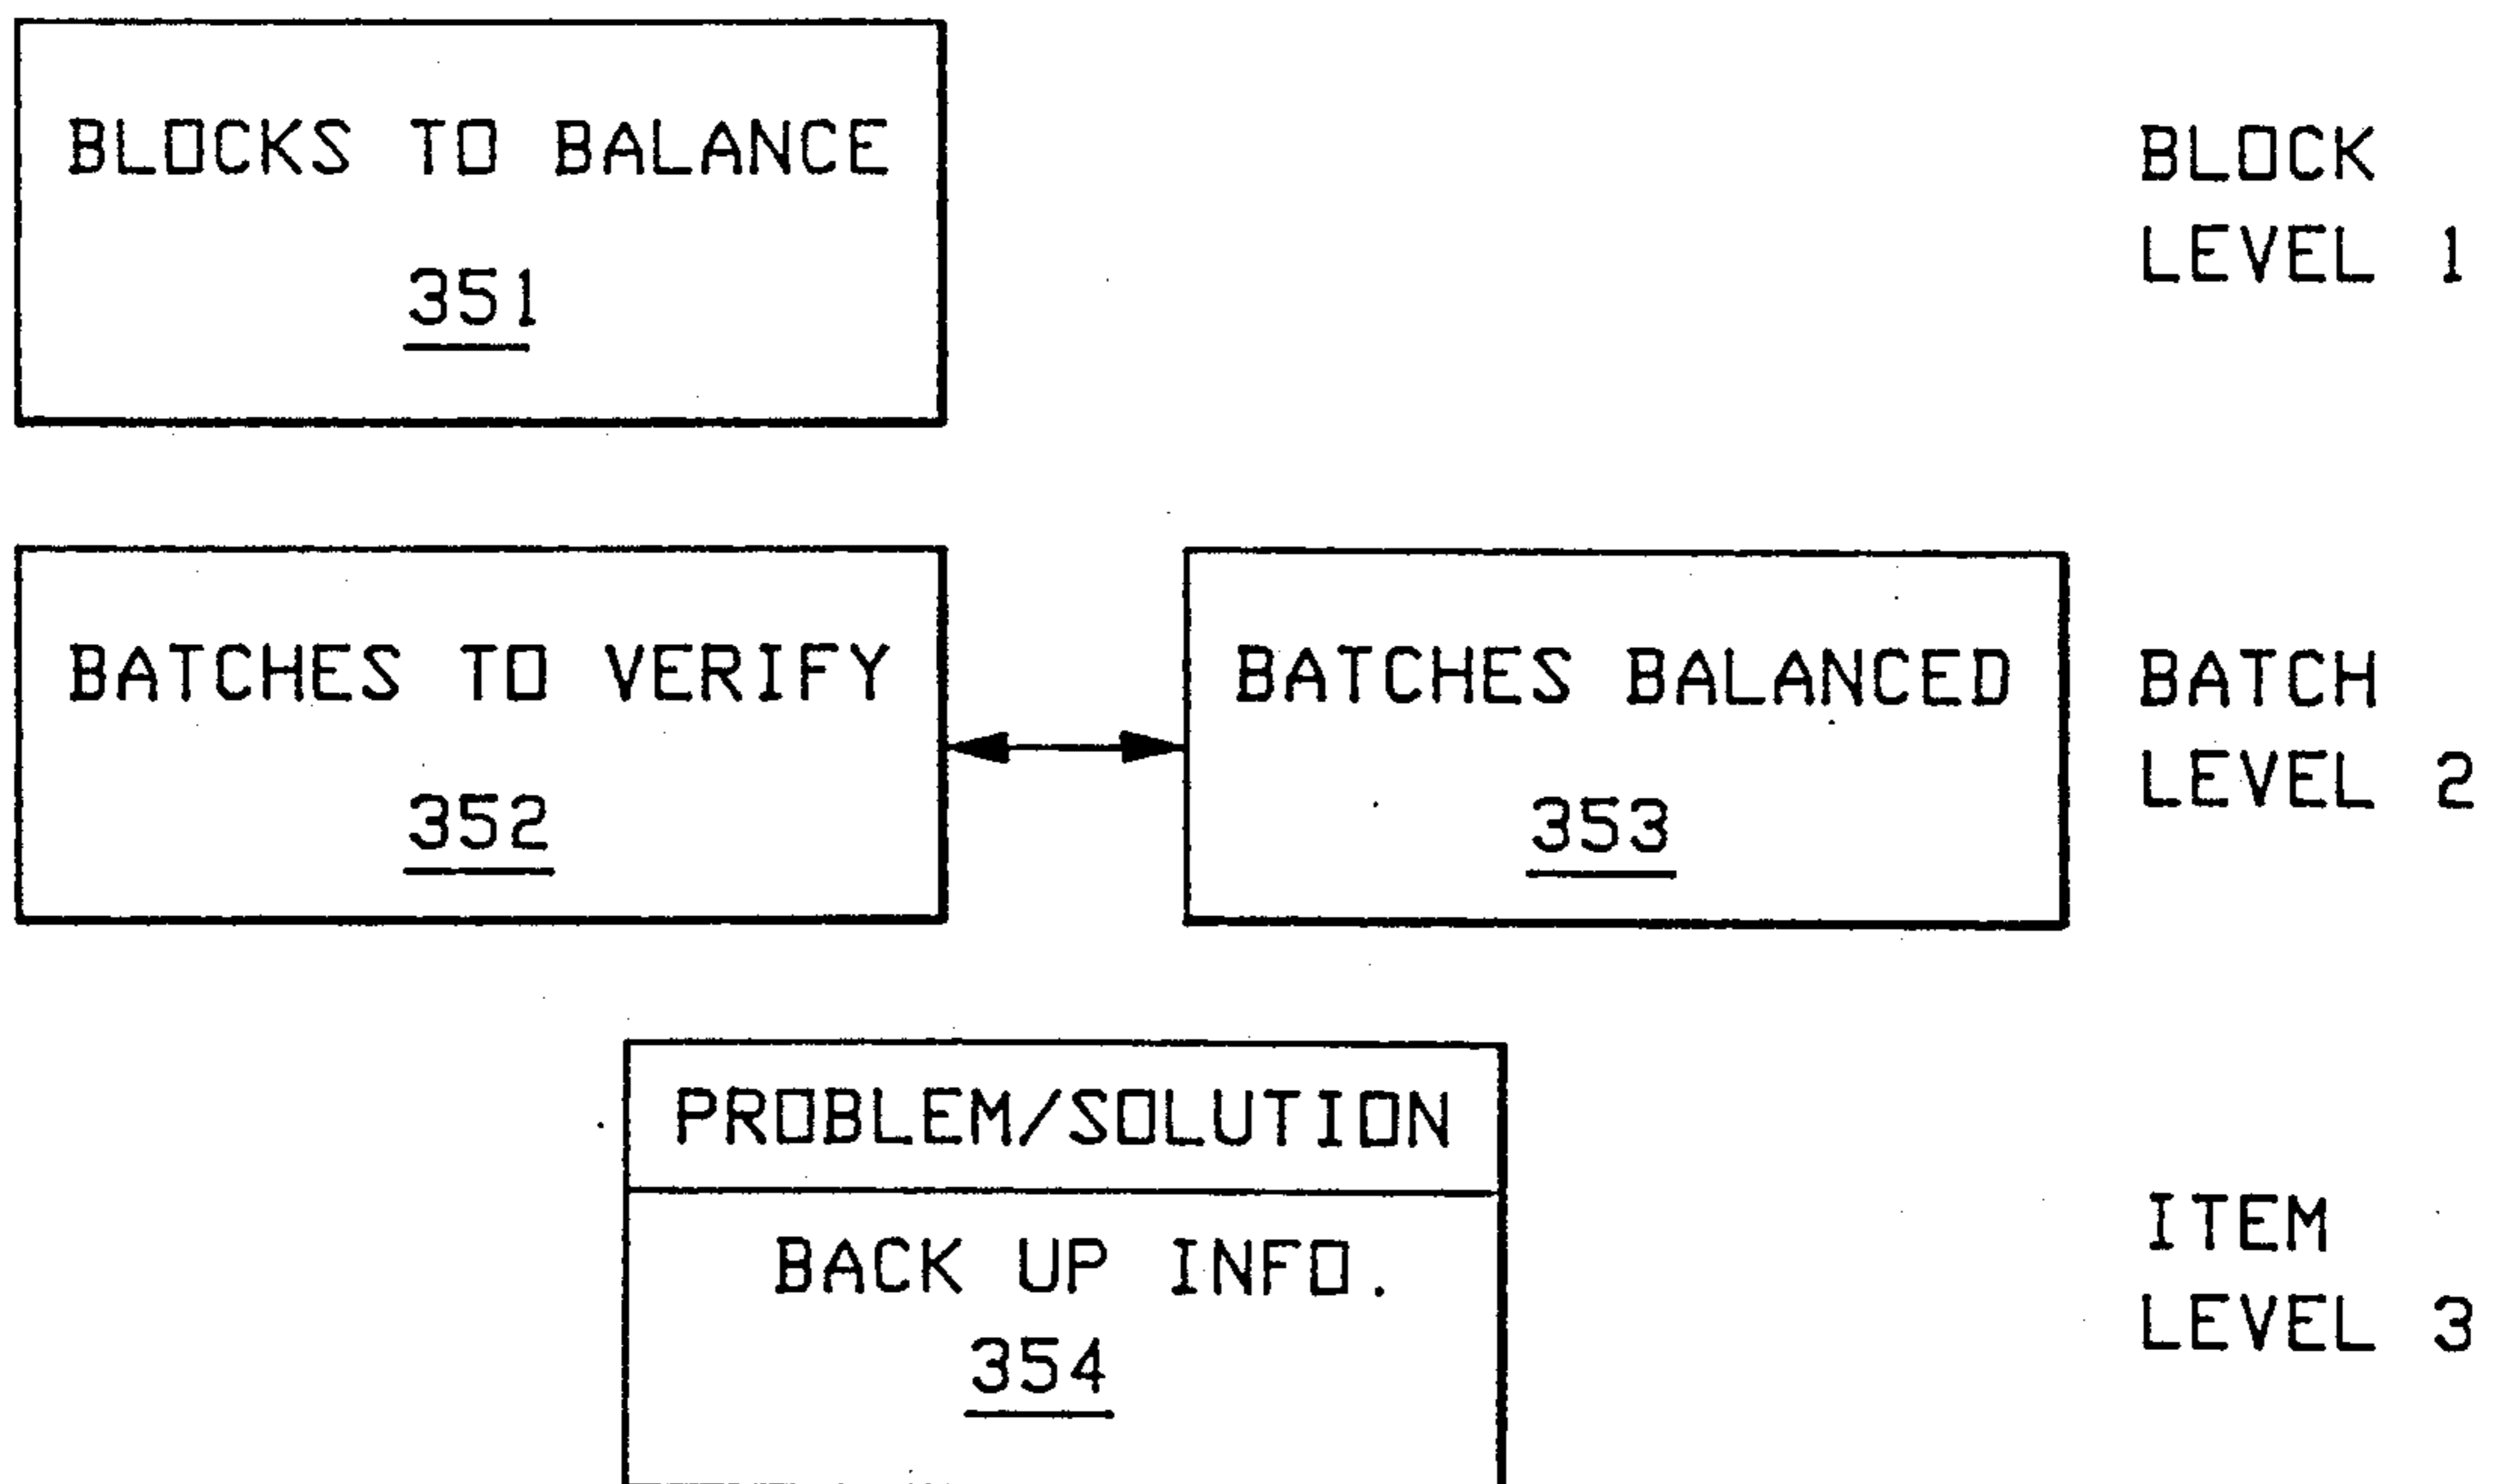 BLOCKS TO BALANCE
351
BLOCK
LEVEL 1
BATCHES TO VERIFY
352
BATCHES BALANCED
353
BATCH
LEVEL 2
PROBLEM/SOLUTION
BACK UP INFO.
354
ITEM
LEVEL 3